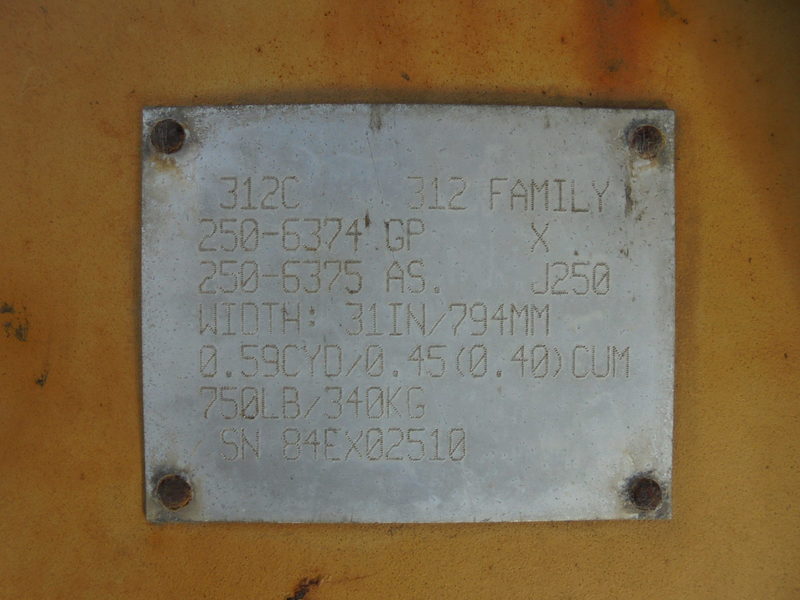 312C 312 FAMILY
250-6374 GP X
250-6375 AS. J250
WIDTH: 31IN/794MM
0.59CYD/0.45(0.40)CUM
750LB/340KG
SN 84EX02510